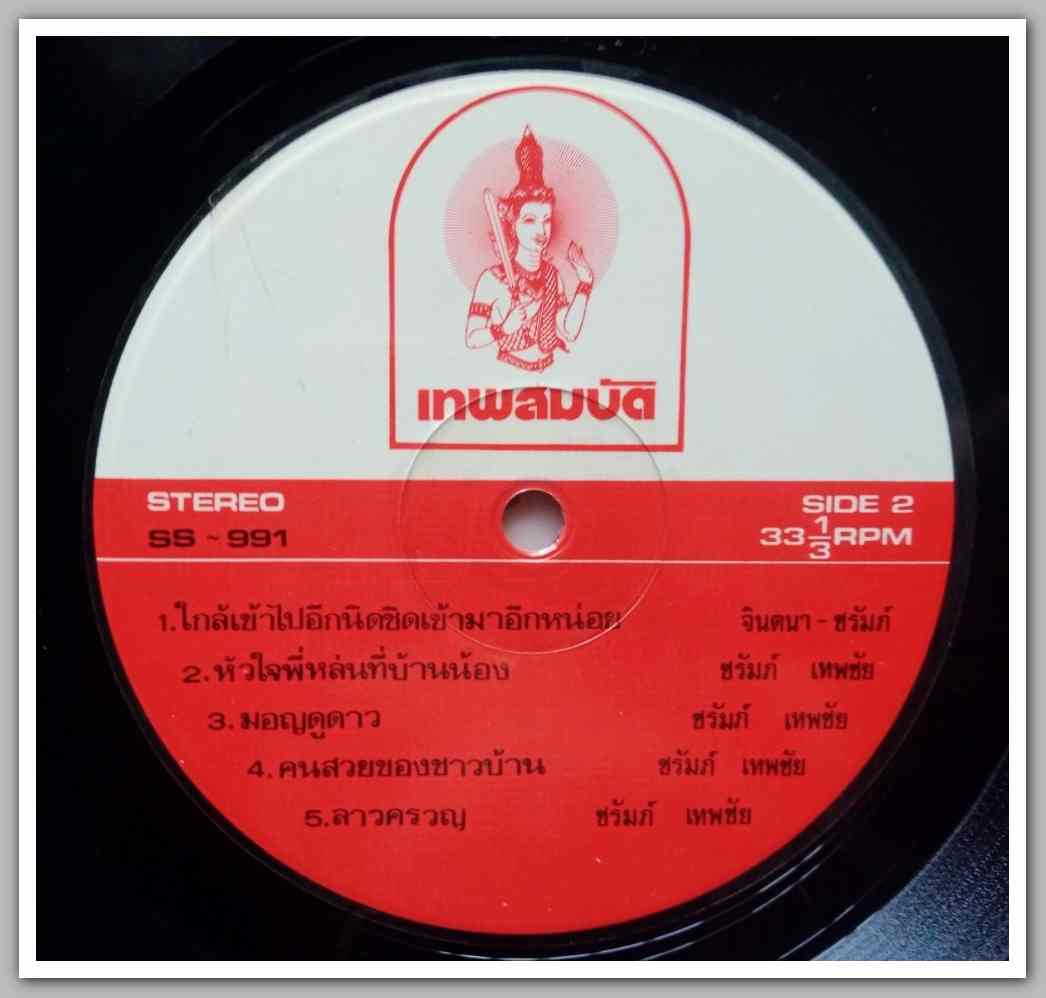 เทพสมบัติ
STEREO
SIDE 2
SS ~ 991
33 1/3 RPM
1.ใกล้เข้าไปอีกนิดชิดเข้ามาอีกหน่อย จินตนา - ชรัมภ์
2.หัวใจพี่หล่นที่บ้านน้อง ชรัมภ์ เทพชัย
3.มอญดูดาว ชรัมภ์ เทพชัย
4.คนสวยของชาวบ้าน ชรัมภ์ เทพชัย
5.ลาวครวญ ชรัมภ์ เทพชัย